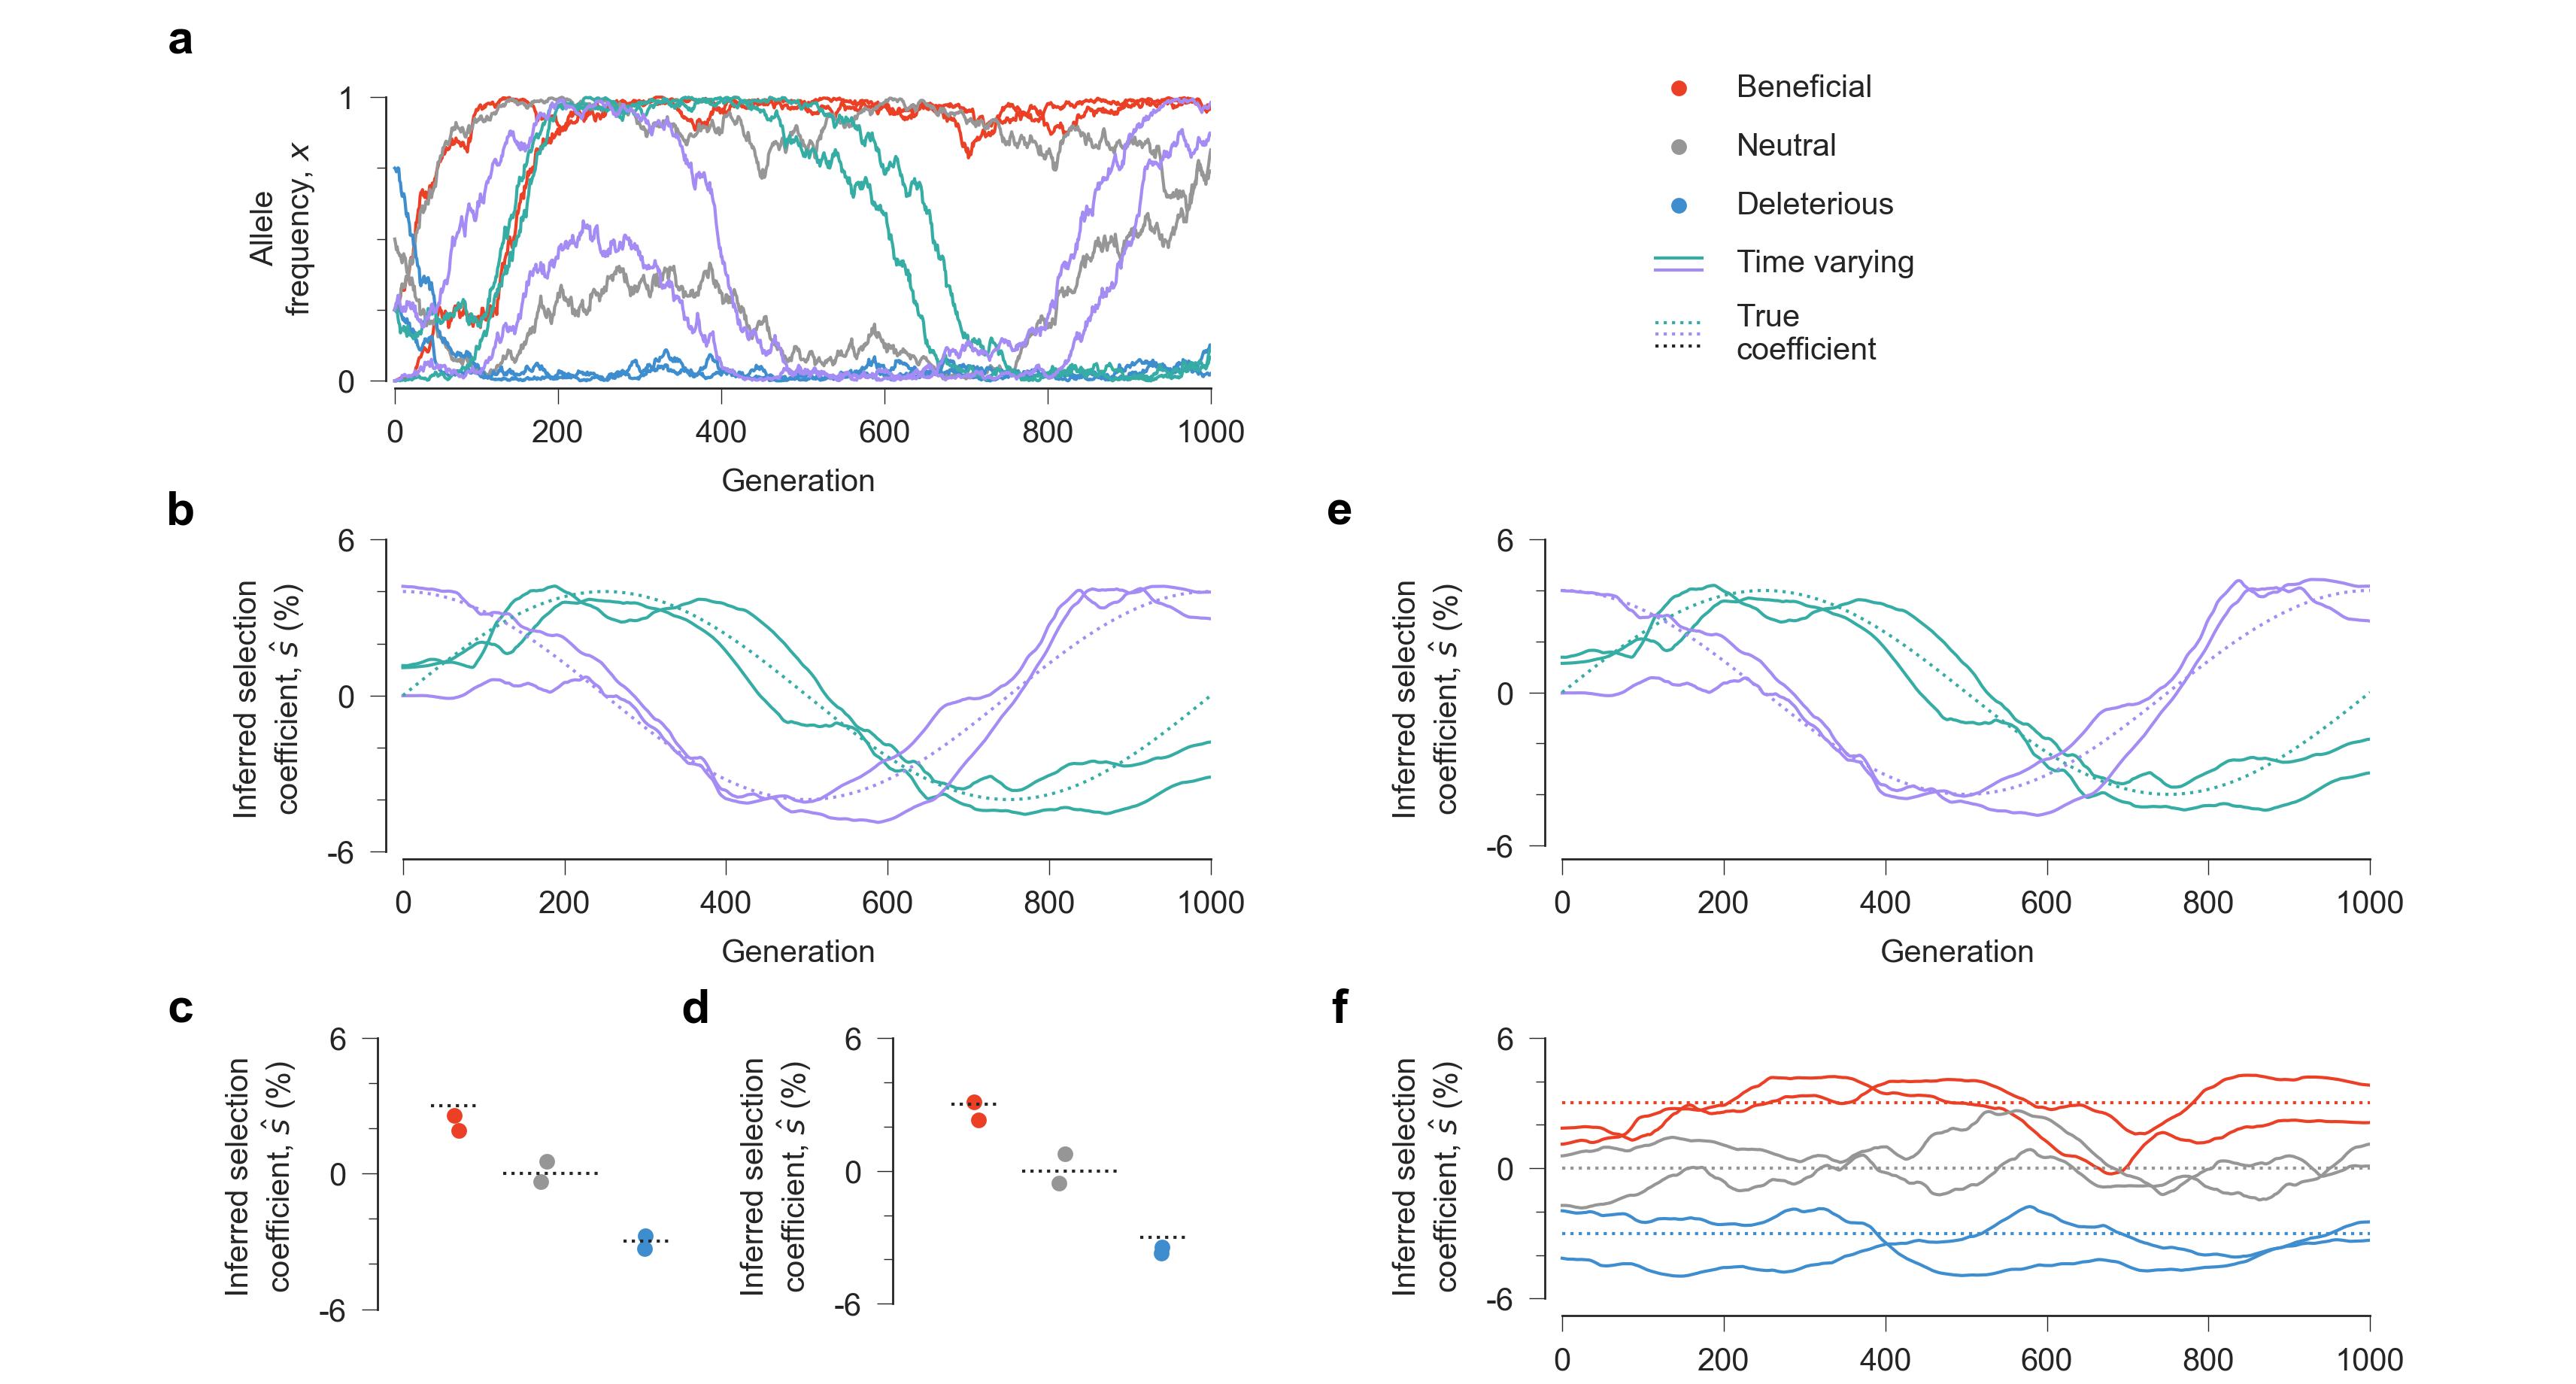 a
1
0
Allele
frequency, x
0 200 400 600 800 1000
Generation
Beneficial
Neutral
Deleterious
Time varying
True
coefficient
b
6
0
-6
Inferred selection
coefficient, ŝ (%)
0 200 400 600 800 1000
Generation
e
6
0
-6
Inferred selection
coefficient, ŝ (%)
0 200 400 600 800 1000
Generation
c
6
0
-6
Inferred selection
coefficient, ŝ (%)
d
6
0
-6
Inferred selection
coefficient, ŝ (%)
f
6
0
-6
Inferred selection
coefficient, ŝ (%)
0 200 400 600 800 1000